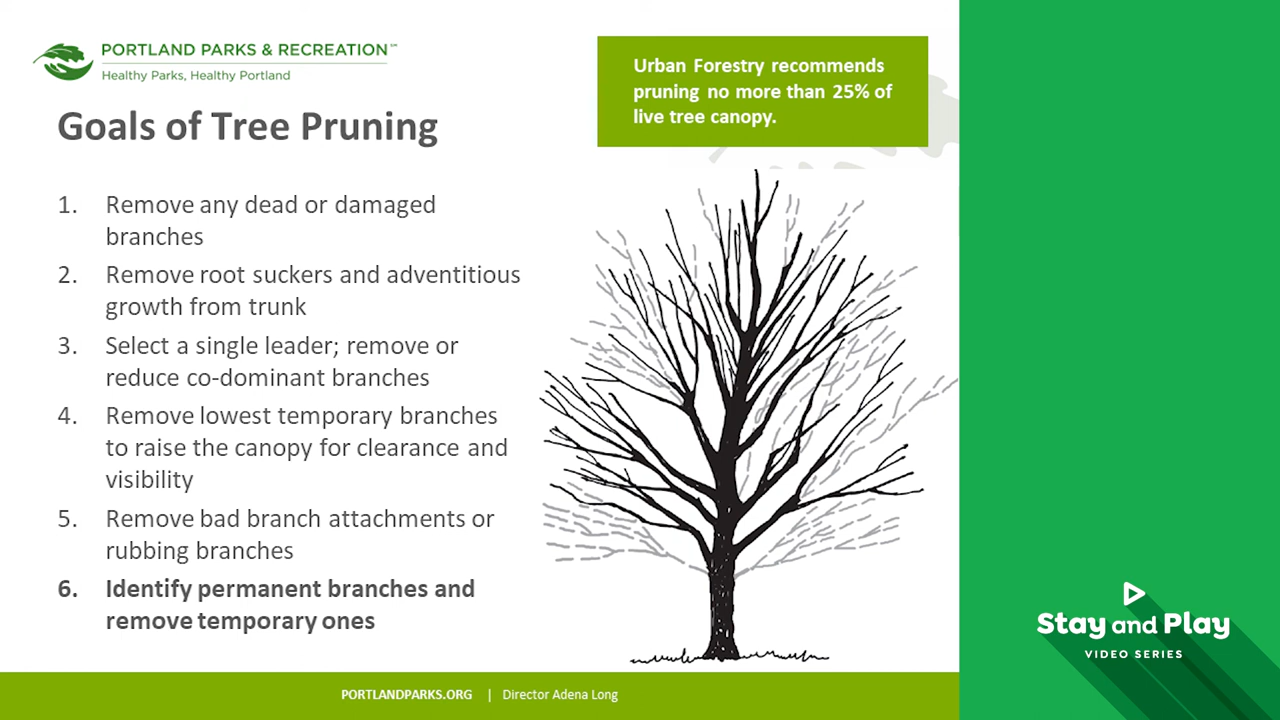 PORTLAND PARKS & RECREATION℠
Healthy Parks, Healthy Portland
Urban Forestry recommends
pruning no more than 25% of
live tree canopy.
Goals of Tree Pruning
1. Remove any dead or damaged
branches
2. Remove root suckers and adventitious
growth from trunk
3. Select a single leader; remove or
reduce co-dominant branches
4. Remove lowest temporary branches
to raise the canopy for clearance and
visibility
5. Remove bad branch attachments or
rubbing branches
6. Identify permanent branches and
remove temporary ones
Stay and Play
VIDEO SERIES
PORTLANDPARKS.ORG | Director Adena Long